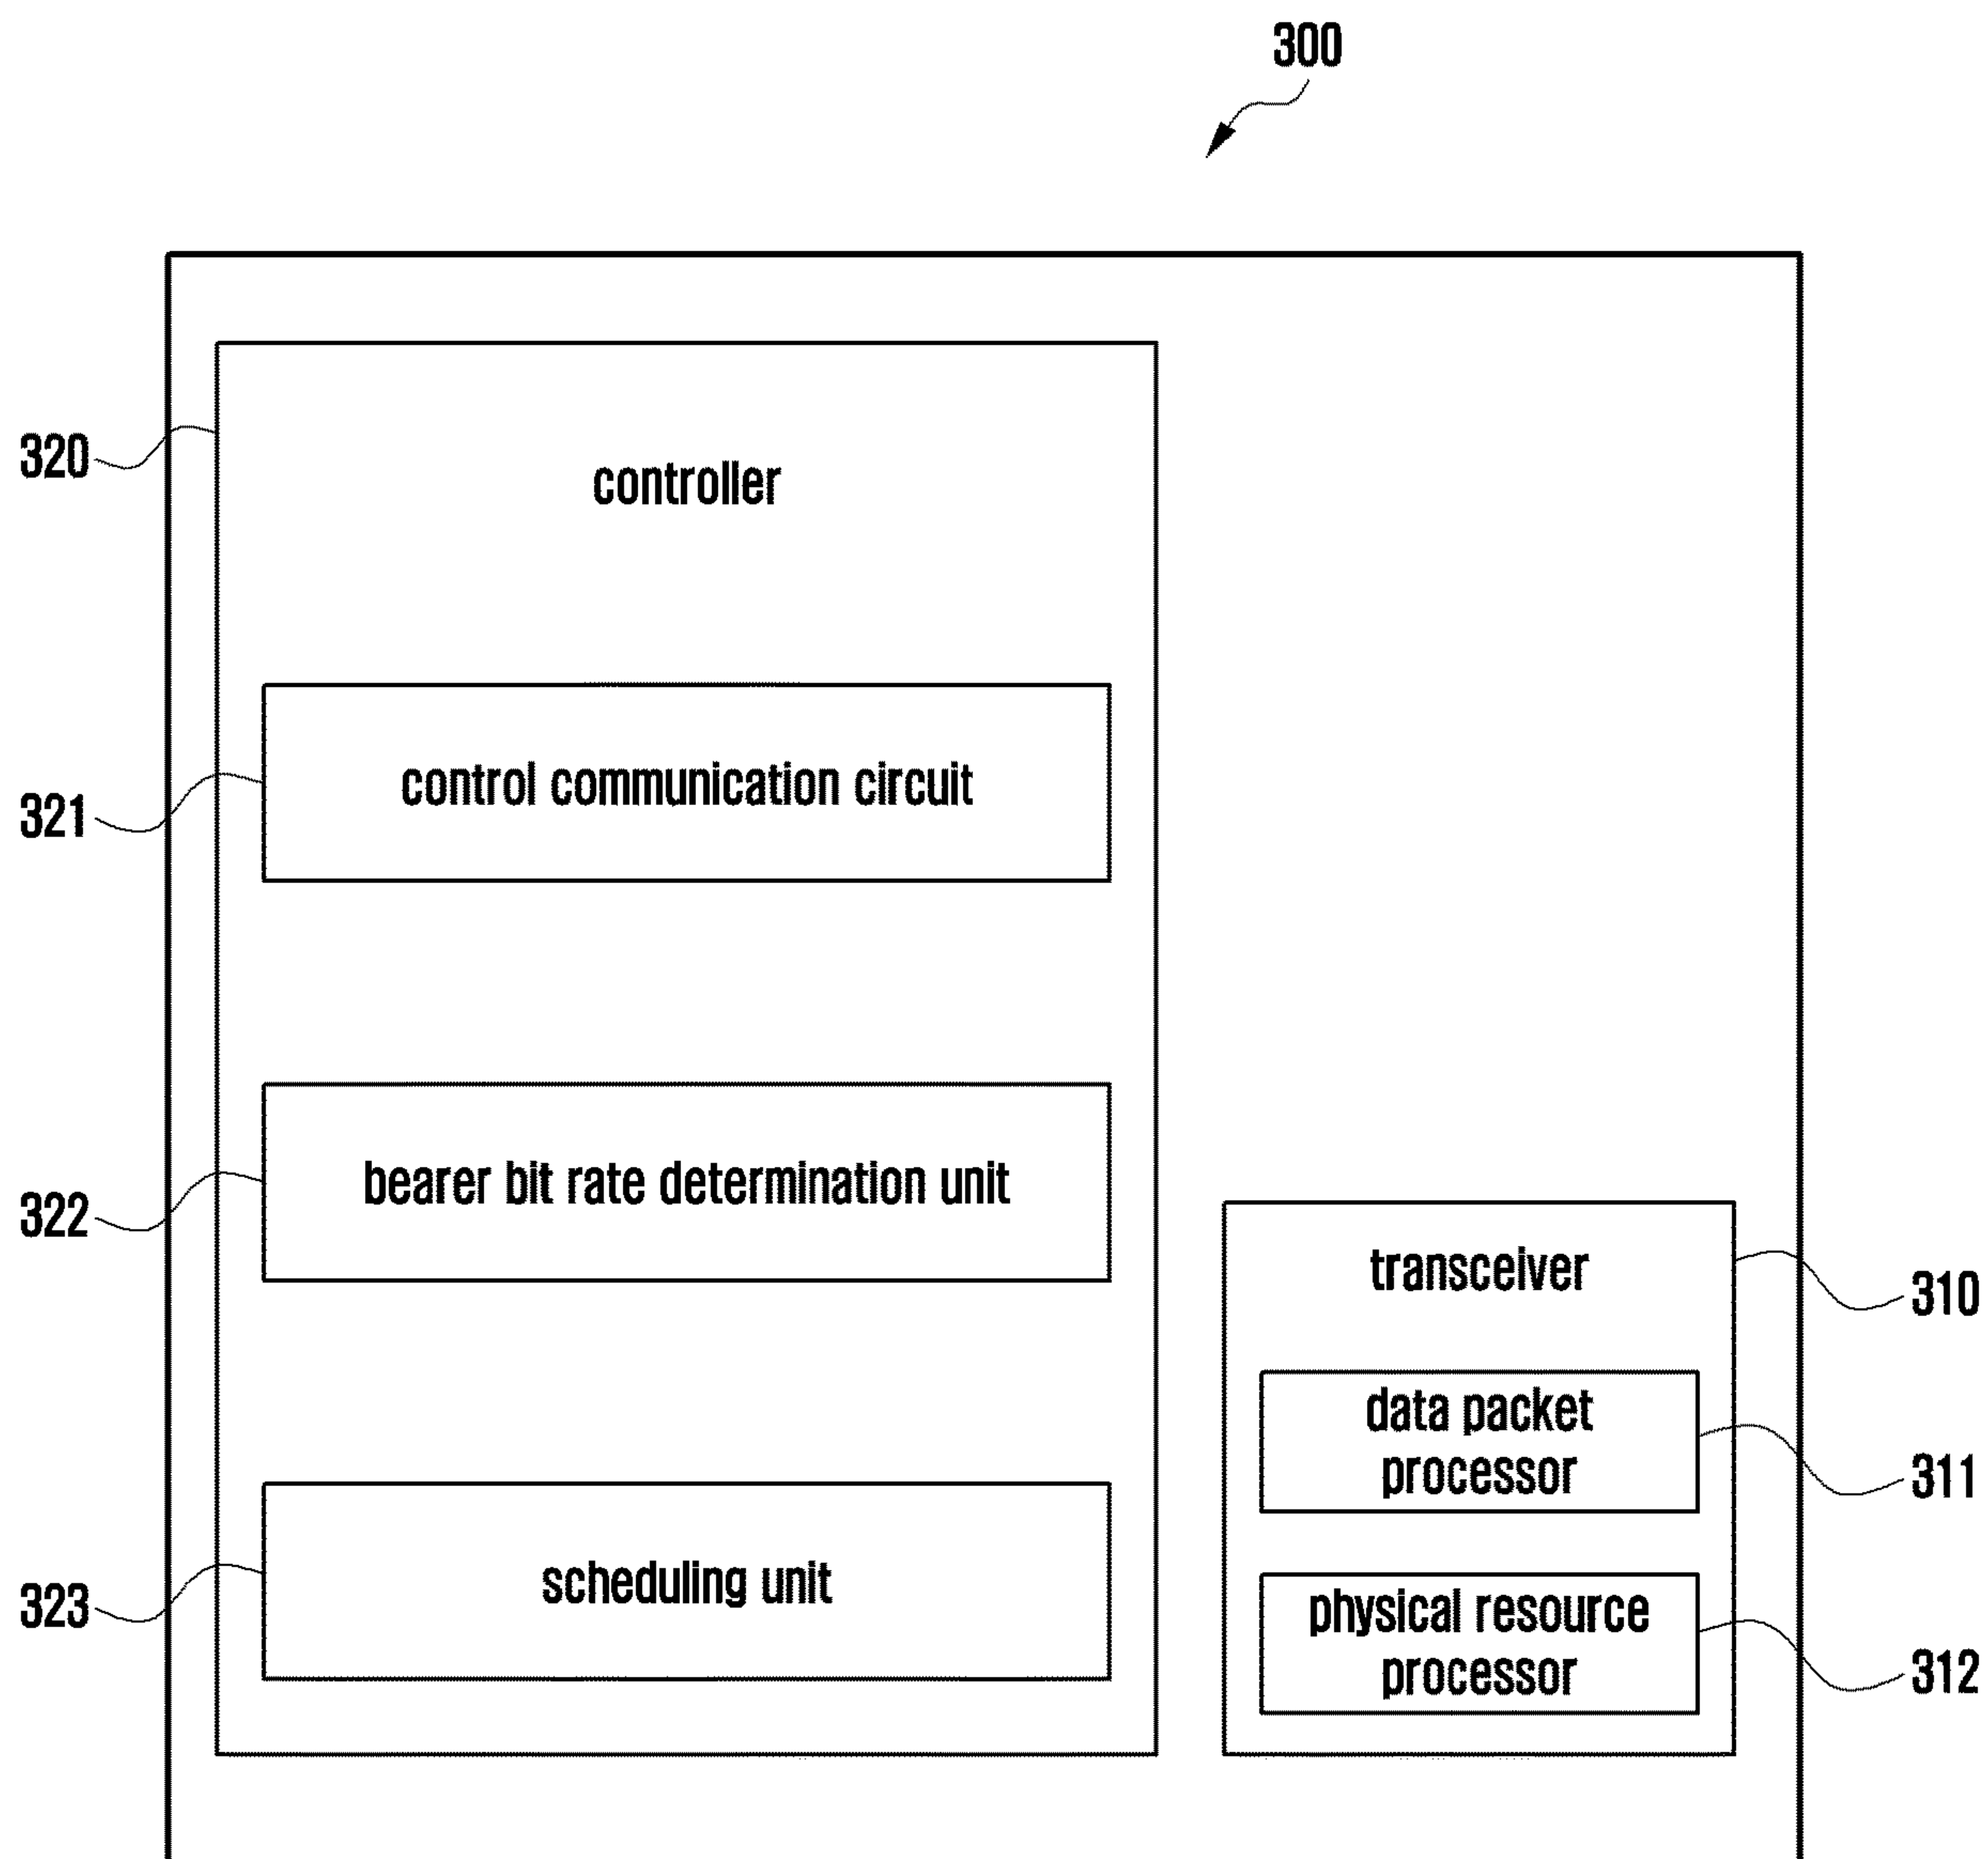 300
320
controller
321
control communication circuit
322
bearer bit rate determination unit
323
scheduling unit
transceiver
310
data packet
processor
311
physical resource
processor
312